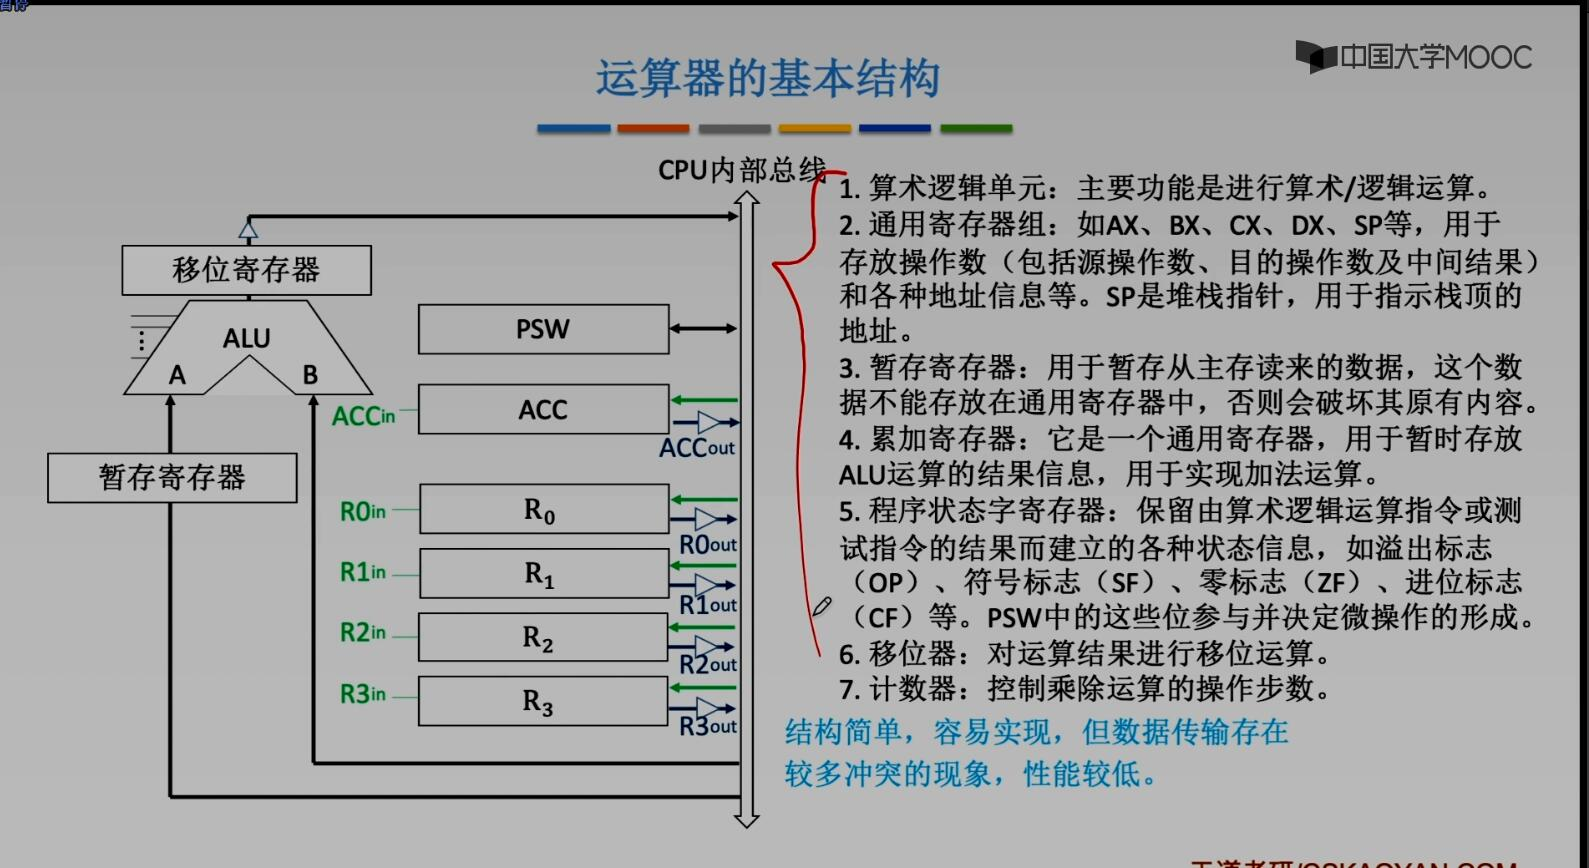 暂停
中国大学MOOC
运算器的基本结构
CPU内部总线
移位寄存器
ALU
A
B
暂存寄存器
PSW
ACCin
ACC
ACCout
R0in
R0
R0out
R1in
R1
R1out
R2in
R2
R2out
R3in
R3
R3out
1. 算术逻辑单元：主要功能是进行算术/逻辑运算。
2. 通用寄存器组：如AX、BX、CX、DX、SP等，用于
存放操作数（包括源操作数、目的操作数及中间结果）
和各种地址信息等。SP是堆栈指针，用于指示栈顶的
地址。
3. 暂存寄存器：用于暂存从主存读来的数据，这个数
据不能存放在通用寄存器中，否则会破坏其原有内容。
4. 累加寄存器：它是一个通用寄存器，用于暂时存放
ALU运算的结果信息，用于实现加法运算。
5. 程序状态字寄存器：保留由算术逻辑运算指令或测
试指令的结果而建立的各种状态信息，如溢出标志
（OP）、符号标志（SF）、零标志（ZF）、进位标志
（CF）等。PSW中的这些位参与并决定微操作的形成。
6. 移位器：对运算结果进行移位运算。
7. 计数器：控制乘除运算的操作步数。
结构简单，容易实现，但数据传输存在
较多冲突的现象，性能较低。
王道考研/CSKAOYAN.COM